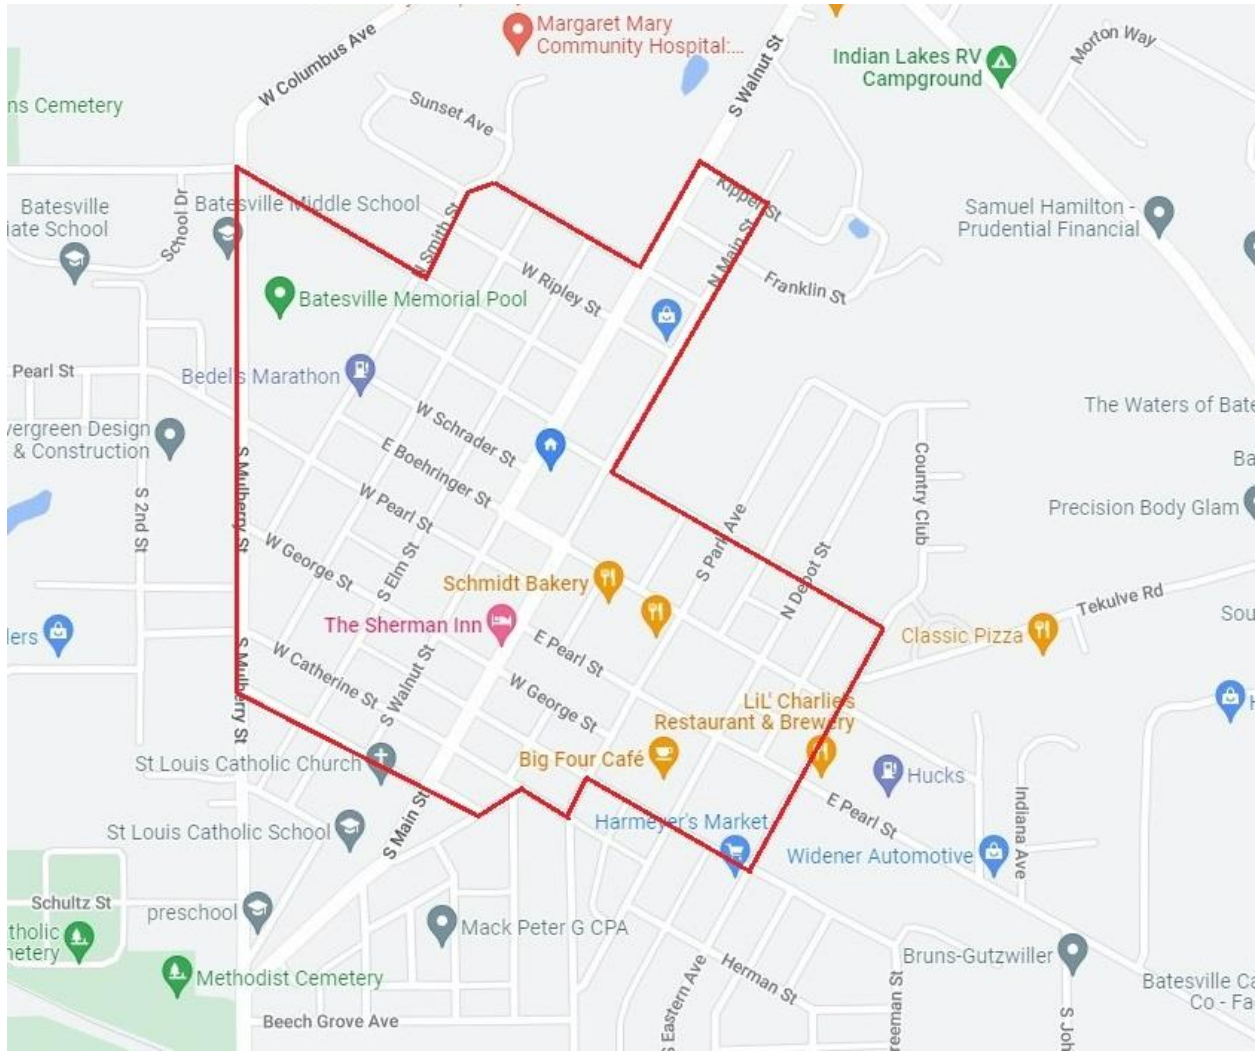 Margaret Mary
Community Hospital:...
W Columbus Ave
S Walnut St
Indian Lakes RV
Campground
Morton Way
ns Cemetery
Sunset Ave
Batesville
iate School
School Dr
Batesville Middle School
N Smith St
Kipper St
N Main St
Samuel Hamilton -
Prudential Financial
W Ripley St
Franklin St
Batesville Memorial Pool
Pearl St
Bedel's Marathon
The Waters of Bate
vergreen Design
& Construction
S 2nd St
S Mulberry St
W Schrader St
E Boehringer St
W Pearl St
Country Club
Ba
Precision Body Glam
W George St
S Elm St
S Park Ave
N Depot St
Schmidt Bakery
Tekulve Rd
Sou
lers
The Sherman Inn
Classic Pizza
S Mulberry St
W Catherine St
S Walnut St
E Pearl St
W George St
LiL' Charlie's
Restaurant & Brewery
H
St Louis Catholic Church
Big Four Café
Hucks
St Louis Catholic School
S Main St
Harmeyer's Market
E Pearl St
Widener Automotive
Indiana Ave
Schultz St
preschool
Mack Peter G CPA
tholic
netery
Methodist Cemetery
Herman St
Bruns-Gutzwiller
Batesville Ca
Co - Fa
Beech Grove Ave
S Eastern Ave
reeman St
S Joh